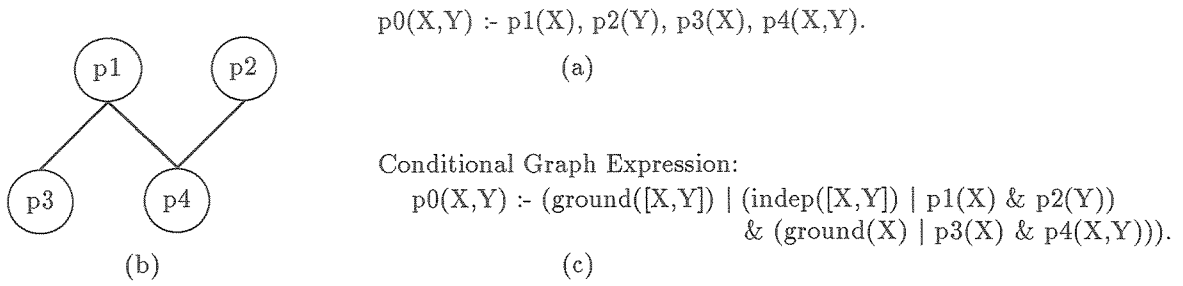 p0(X,Y) :- p1(X), p2(Y), p3(X), p4(X,Y).
(a)
p1 p2
p3 p4
(b)
Conditional Graph Expression:
p0(X,Y) :- (ground([X,Y]) | (indep([X,Y]) | p1(X) & p2(Y))
& (ground(X) | p3(X) & p4(X,Y))).
(c)